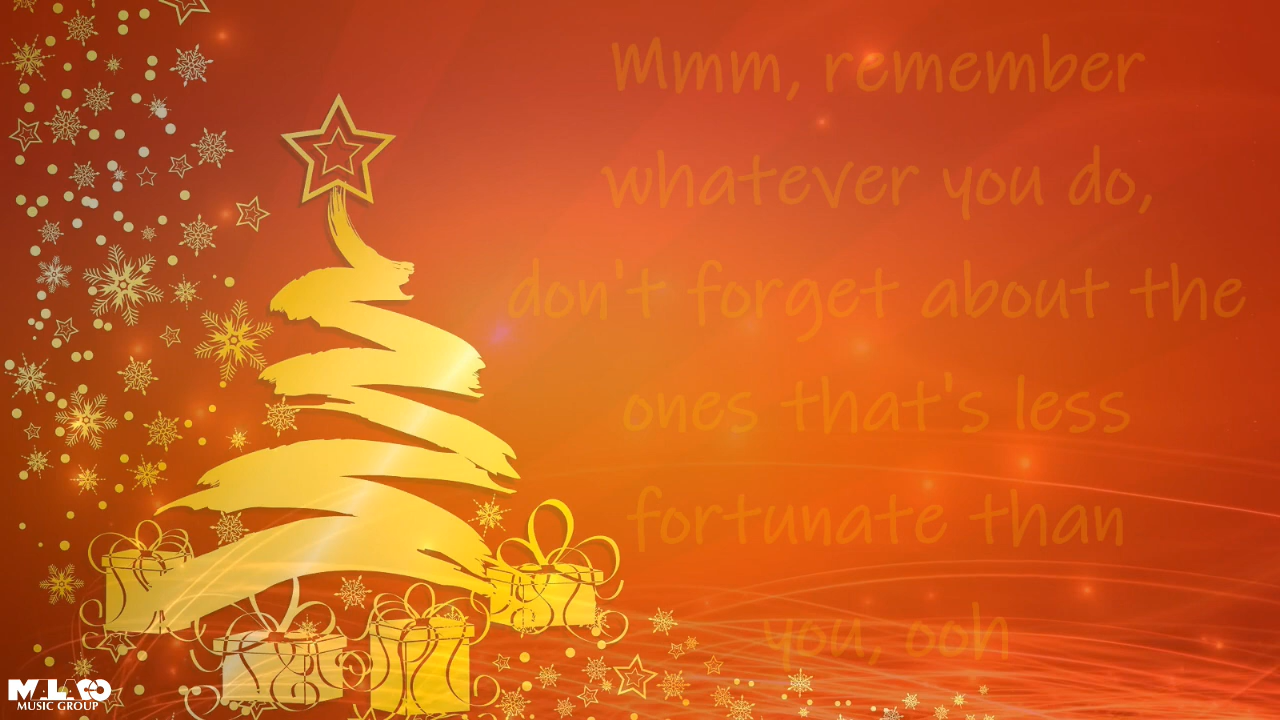 Mmm, remember
whatever you do,
don't forget about the
ones that's less
fortunate than
you, ooh
MALACO
MUSIC GROUP